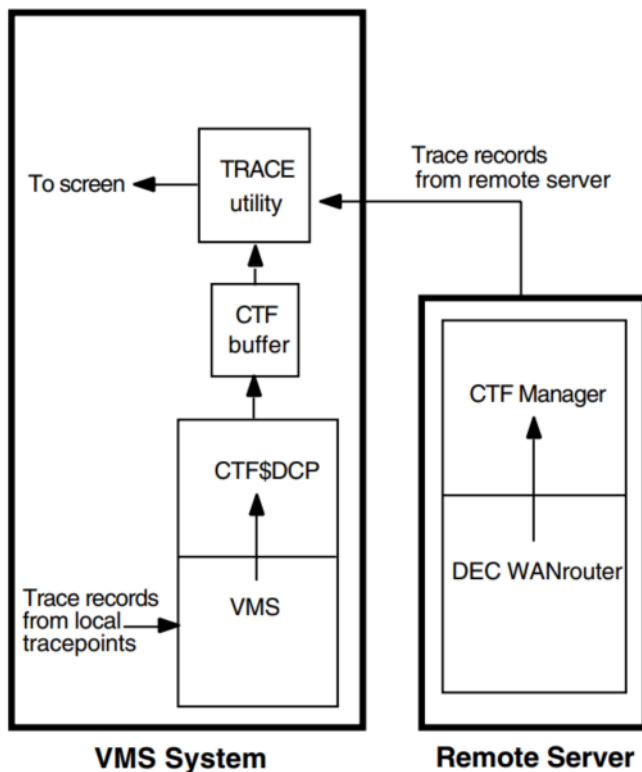 Trace records
from remote server
To screen
TRACE
utility
CTF
buffer
CTF Manager
CTF$DCP
DEC WANrouter
Trace records
from local
tracepoints
VMS
VMS System
Remote Server